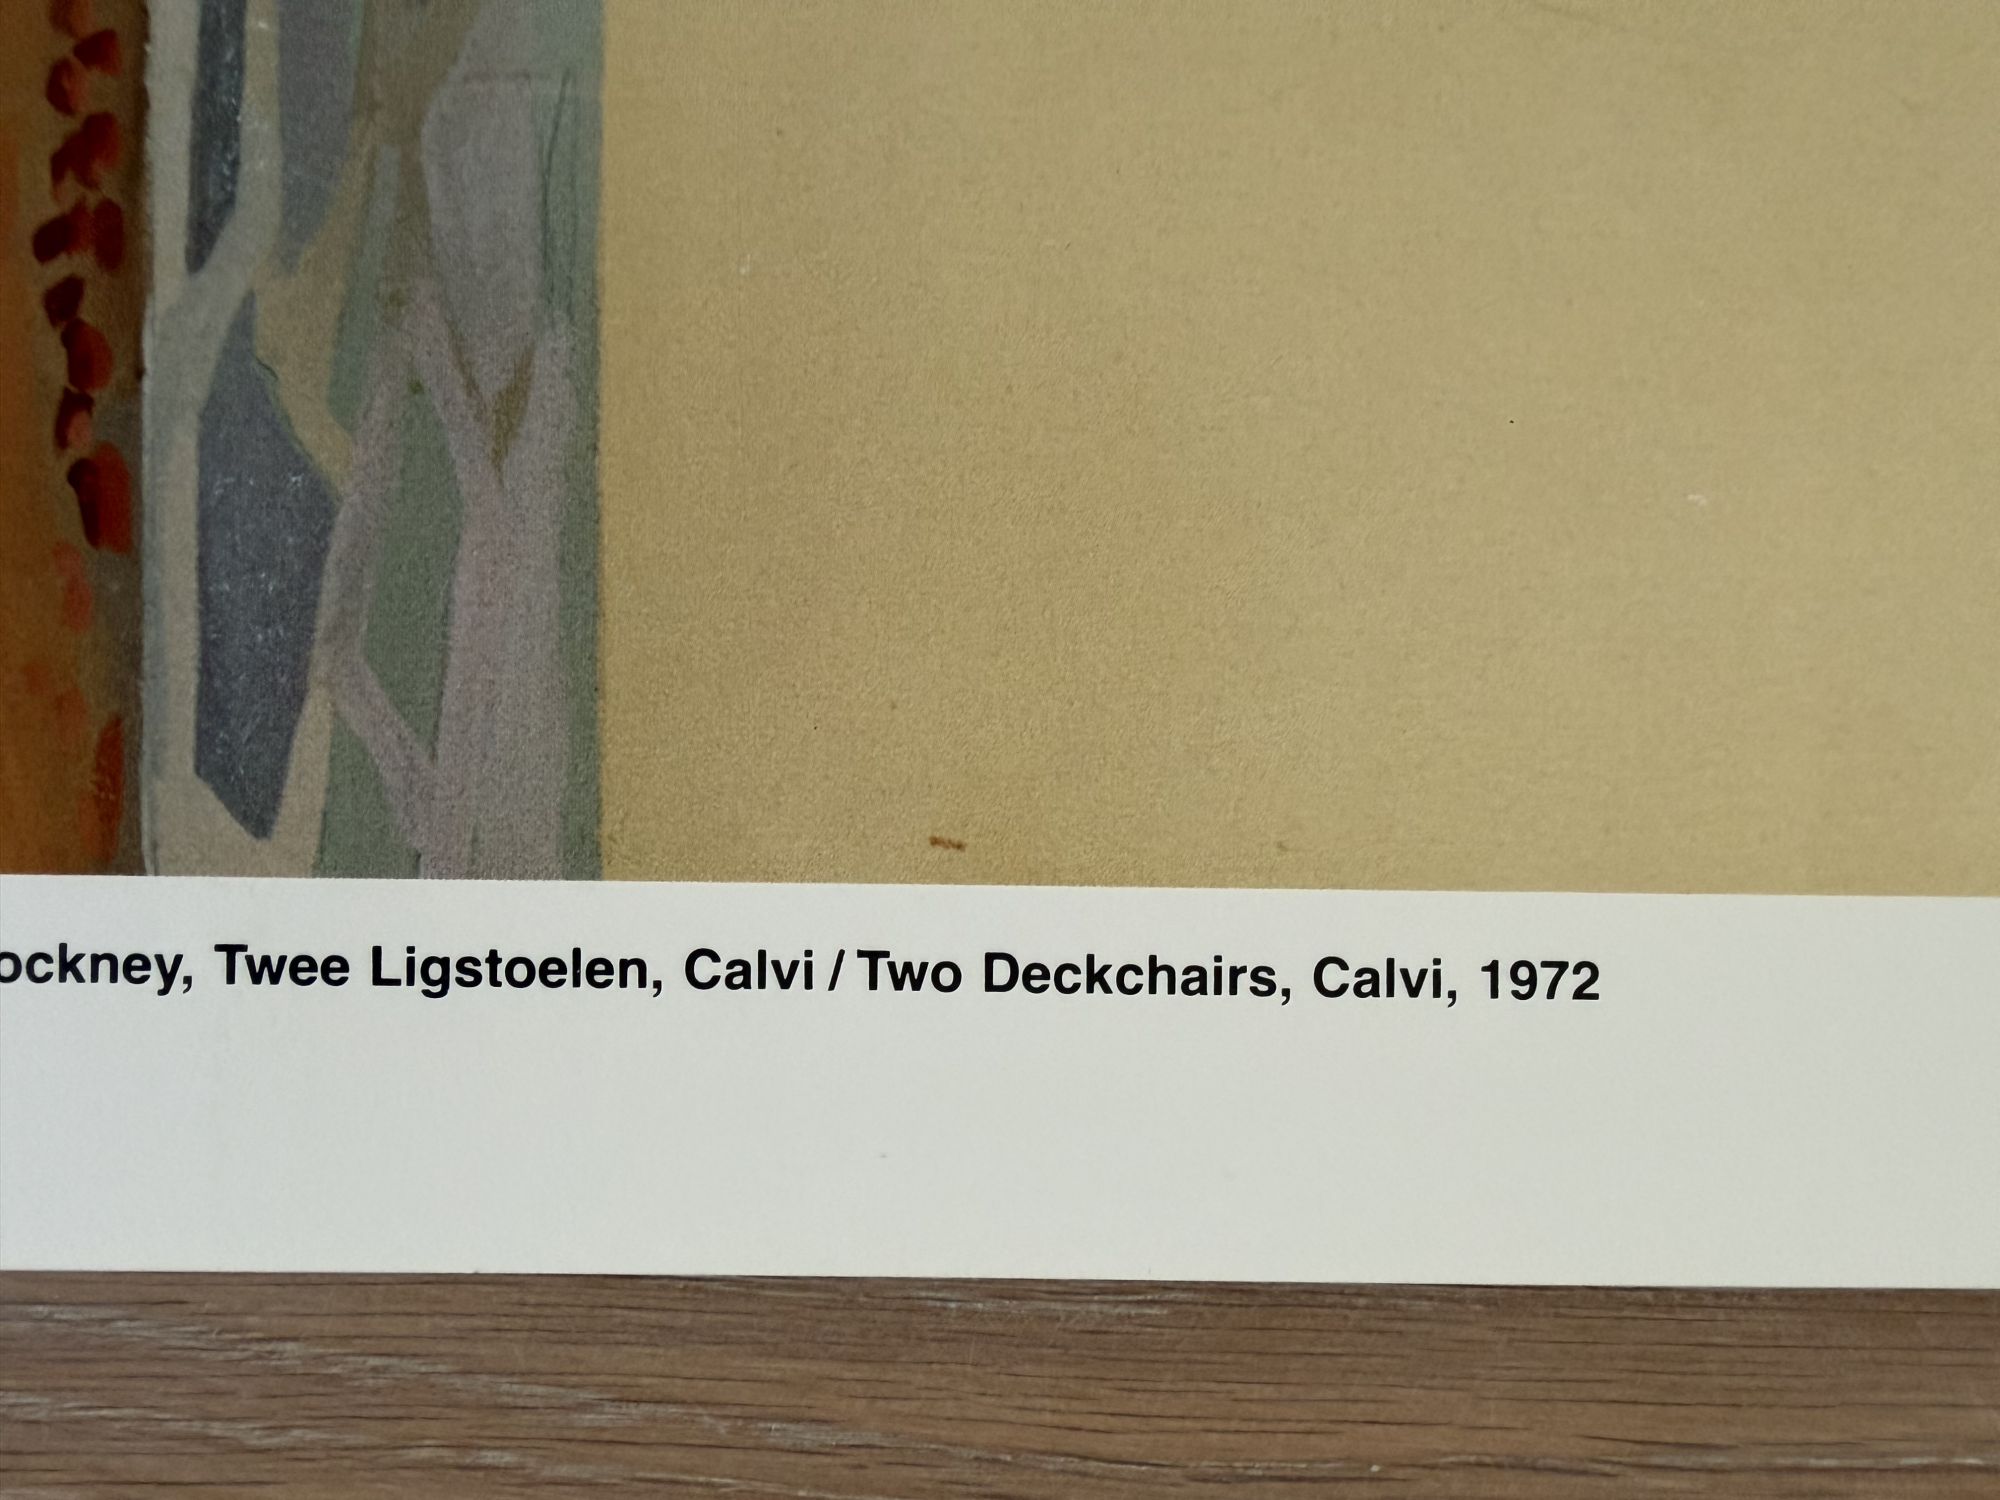 ockney, Twee Ligstoelen, Calvi / Two Deckchairs, Calvi, 1972